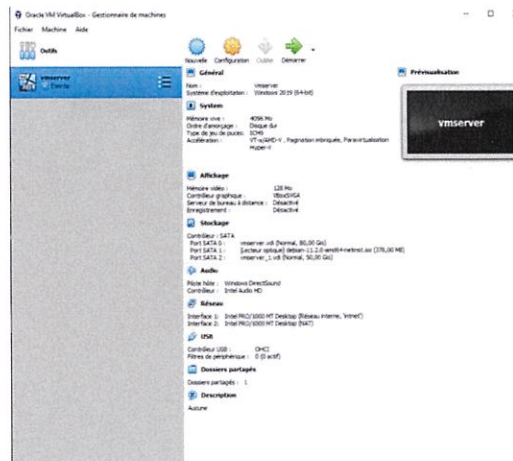 Oracle VM VirtualBox - Gestionnaire de machines
Fichier Machine Aide
Outils
Nouvelle Configuration Oublier Démarrer
vmserver
Éteinte
Général
Nom : vmserver
Système d'exploitation : Windows 2019 (64-bit)
System
Mémoire vive : 4096 Mo
Ordre d'amorçage : Disque dur
Type de jeu de puces: ICH9
Accélération : VT-x/AMD-V , Pagination imbriquée, Paravirtualisation
Hyper-V
Prévisualisation
vmserver
Affichage
Mémoire vidéo : 128 Mo
Contrôleur graphique : VBoxSVGA
Serveur de bureau à distance : Désactivé
Enregistrement : Désactivé
Stockage
Contrôleur : SATA
Port SATA 0 : vmserver.vdi (Normal, 80,00 Gio)
Port SATA 1 : [Lecteur optique] debian-11.2.0-amd64-netinst.iso (378,00 MB)
Port SATA 2 : vmserver_1.vdi (Normal, 50,00 Gio)
Audio
Pilote hôte : Windows DirectSound
Contrôleur : Intel Audio HD
Réseau
Interface 1: Intel PRO/1000 MT Desktop (Réseau interne, 'intnet')
Interface 2: Intel PRO/1000 MT Desktop (NAT)
USB
Contrôleur USB : OHCI
Filtres de périphérique : 0 (0 actif)
Dossiers partagés
Dossiers partagés : 1
Description
Aucune